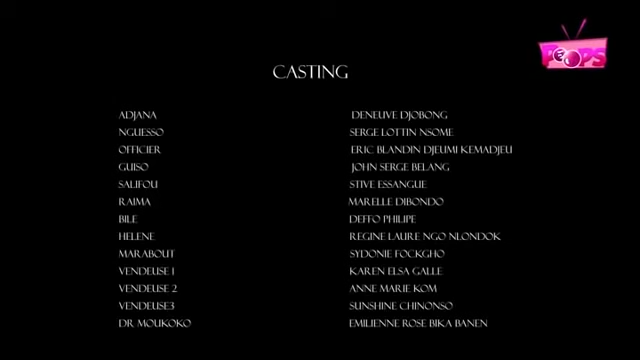 POOPS
CASTING
ADJANA DENEUVE DJOBONG
NGUESSO SERGE LOTTIN NSOME
OFFICIER ERIC BLANDIN DJEUMI KEMADJEU
GUISO JOHN SERGE BELANG
SALIFOU STIVE ESSANGUE
RAIMA MARELLE DIBONDO
BILE DEFFO PHILIPE
HELENE REGINE LAURE NGO NLONDOK
MARABOUT SYDONIE FOCKGHO
VENDEUSE 1 KAREN ELSA GALLE
VENDEUSE 2 ANNE MARIE KOM
VENDEUSE3 SUNSHINE CHINONSO
DR MOUKOKO EMILIENNE ROSE BIKA BANEN